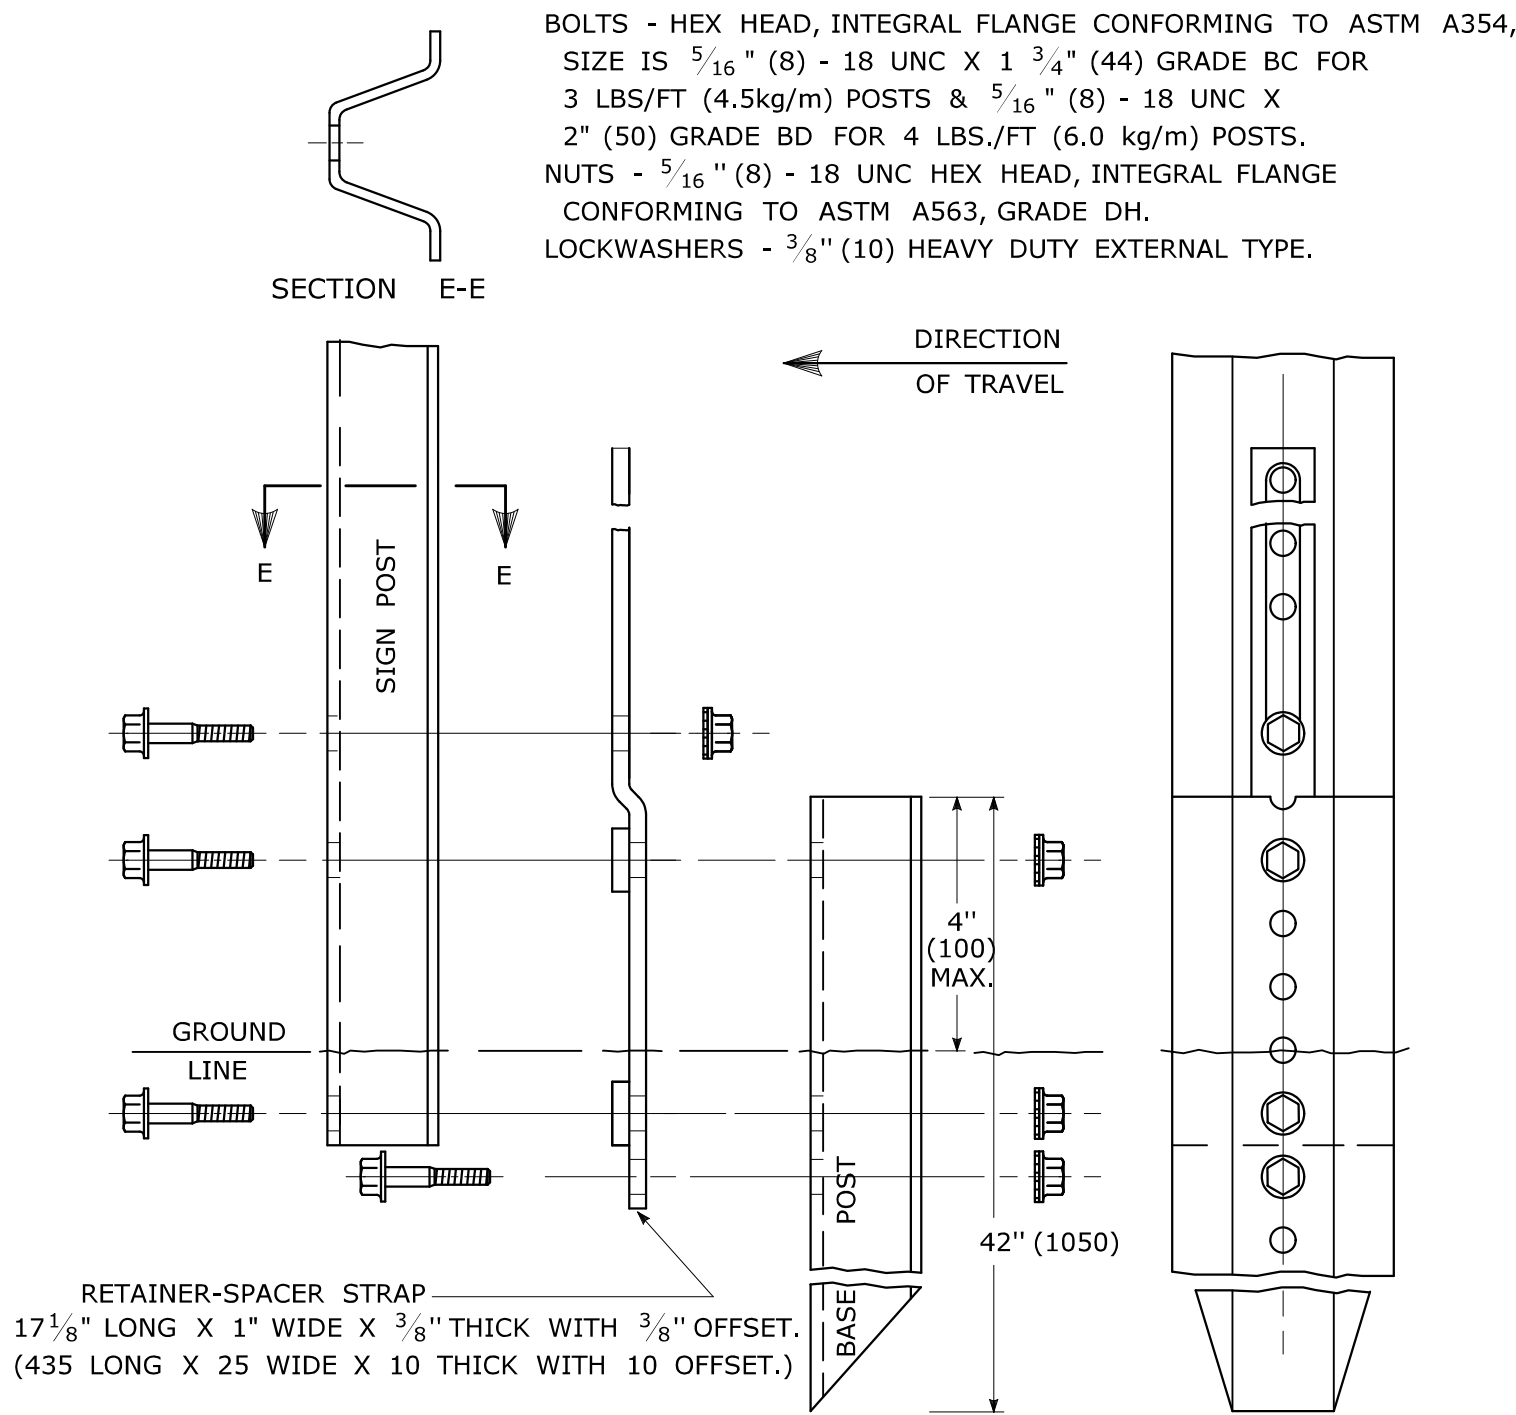 BOLTS - HEX HEAD, INTEGRAL FLANGE CONFORMING TO ASTM A354,
SIZE IS 5/16" (8) - 18 UNC X 1 3/4" (44) GRADE BC FOR
3 LBS/FT (4.5kg/m) POSTS & 5/16" (8) - 18 UNC X
2" (50) GRADE BD FOR 4 LBS./FT (6.0 kg/m) POSTS.
NUTS - 5/16" (8) - 18 UNC HEX HEAD, INTEGRAL FLANGE
CONFORMING TO ASTM A563, GRADE DH.
LOCKWASHERS - 3/8" (10) HEAVY DUTY EXTERNAL TYPE.
SECTION E-E
DIRECTION
OF TRAVEL
E
E
SIGN POST
4"
(100)
MAX.
GROUND
LINE
BASE POST
42" (1050)
RETAINER-SPACER STRAP
17 1/8" LONG X 1" WIDE X 3/8" THICK WITH 3/8" OFFSET.
(435 LONG X 25 WIDE X 10 THICK WITH 10 OFFSET.)